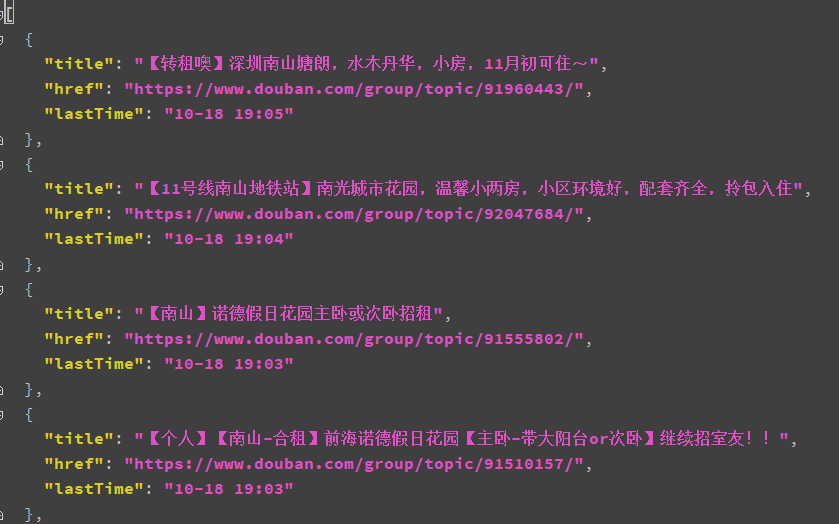 [
{
"title": "【转租噢】深圳南山塘朗，水木丹华，小房，11月初可住～",
"href": "https://www.douban.com/group/topic/91960443/",
"lastTime": "10-18 19:05"
},
{
"title": "【11号线南山地铁站】南光城市花园，温馨小两房，小区环境好，配套齐全，拎包入住",
"href": "https://www.douban.com/group/topic/92047684/",
"lastTime": "10-18 19:04"
},
{
"title": "【南山】诺德假日花园主卧或次卧招租",
"href": "https://www.douban.com/group/topic/91555802/",
"lastTime": "10-18 19:03"
},
{
"title": "【个人】【南山-合租】前海诺德假日花园【主卧-带大阳台or次卧】继续招室友！！",
"href": "https://www.douban.com/group/topic/91510157/",
"lastTime": "10-18 19:03"
},